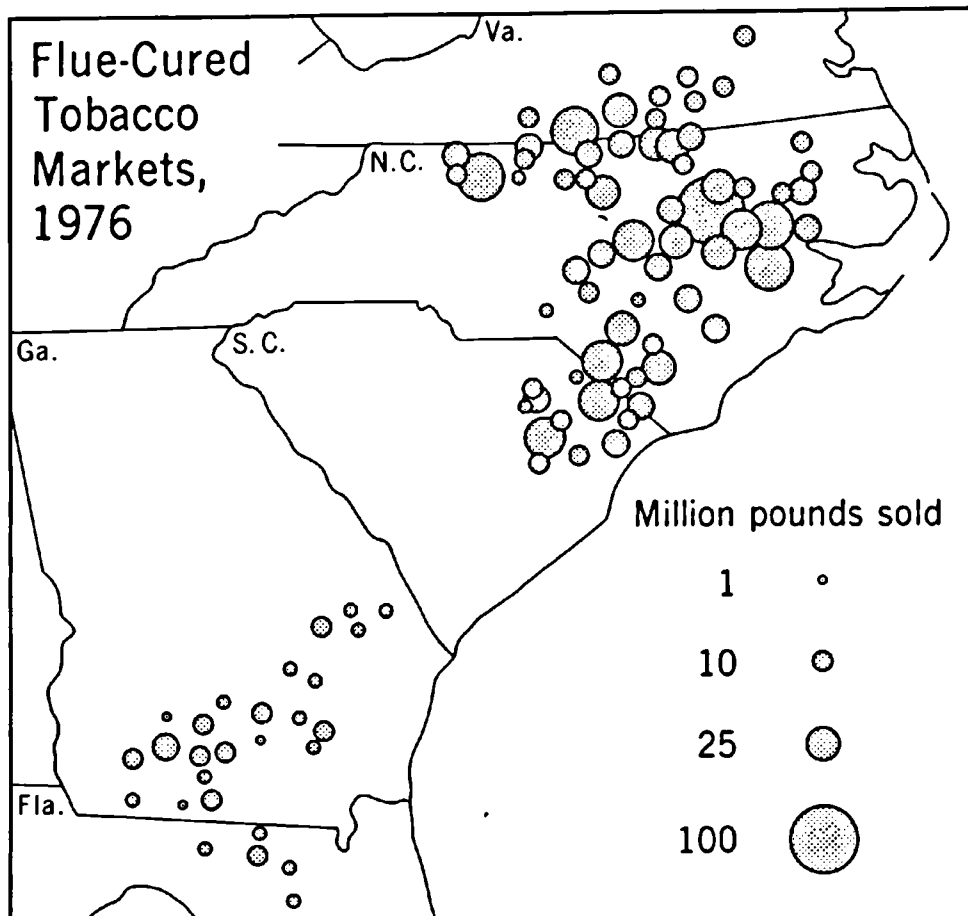 Flue-Cured
Tobacco
Markets,
1976
Va.
N.C.
Ga.
S.C.
Fla.
Million pounds sold
1
10
25
100